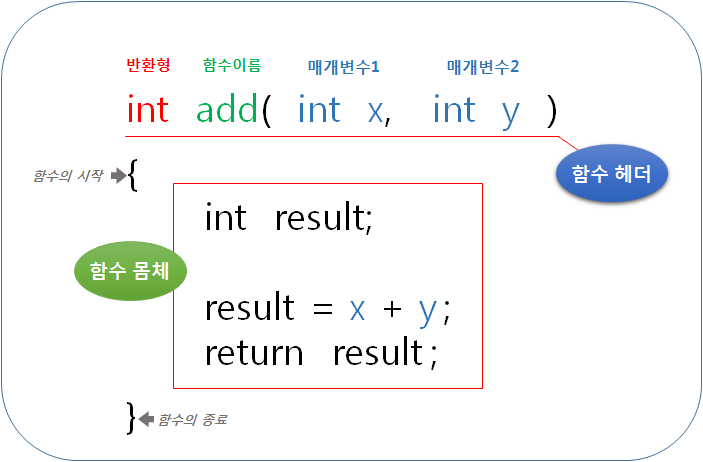 반환형 함수이름 매개변수1 매개변수2
int add( int x, int y )
함수 헤더
함수의 시작 {
int result;
함수 몸체
result = x + y;
return result;
} 함수의 종료